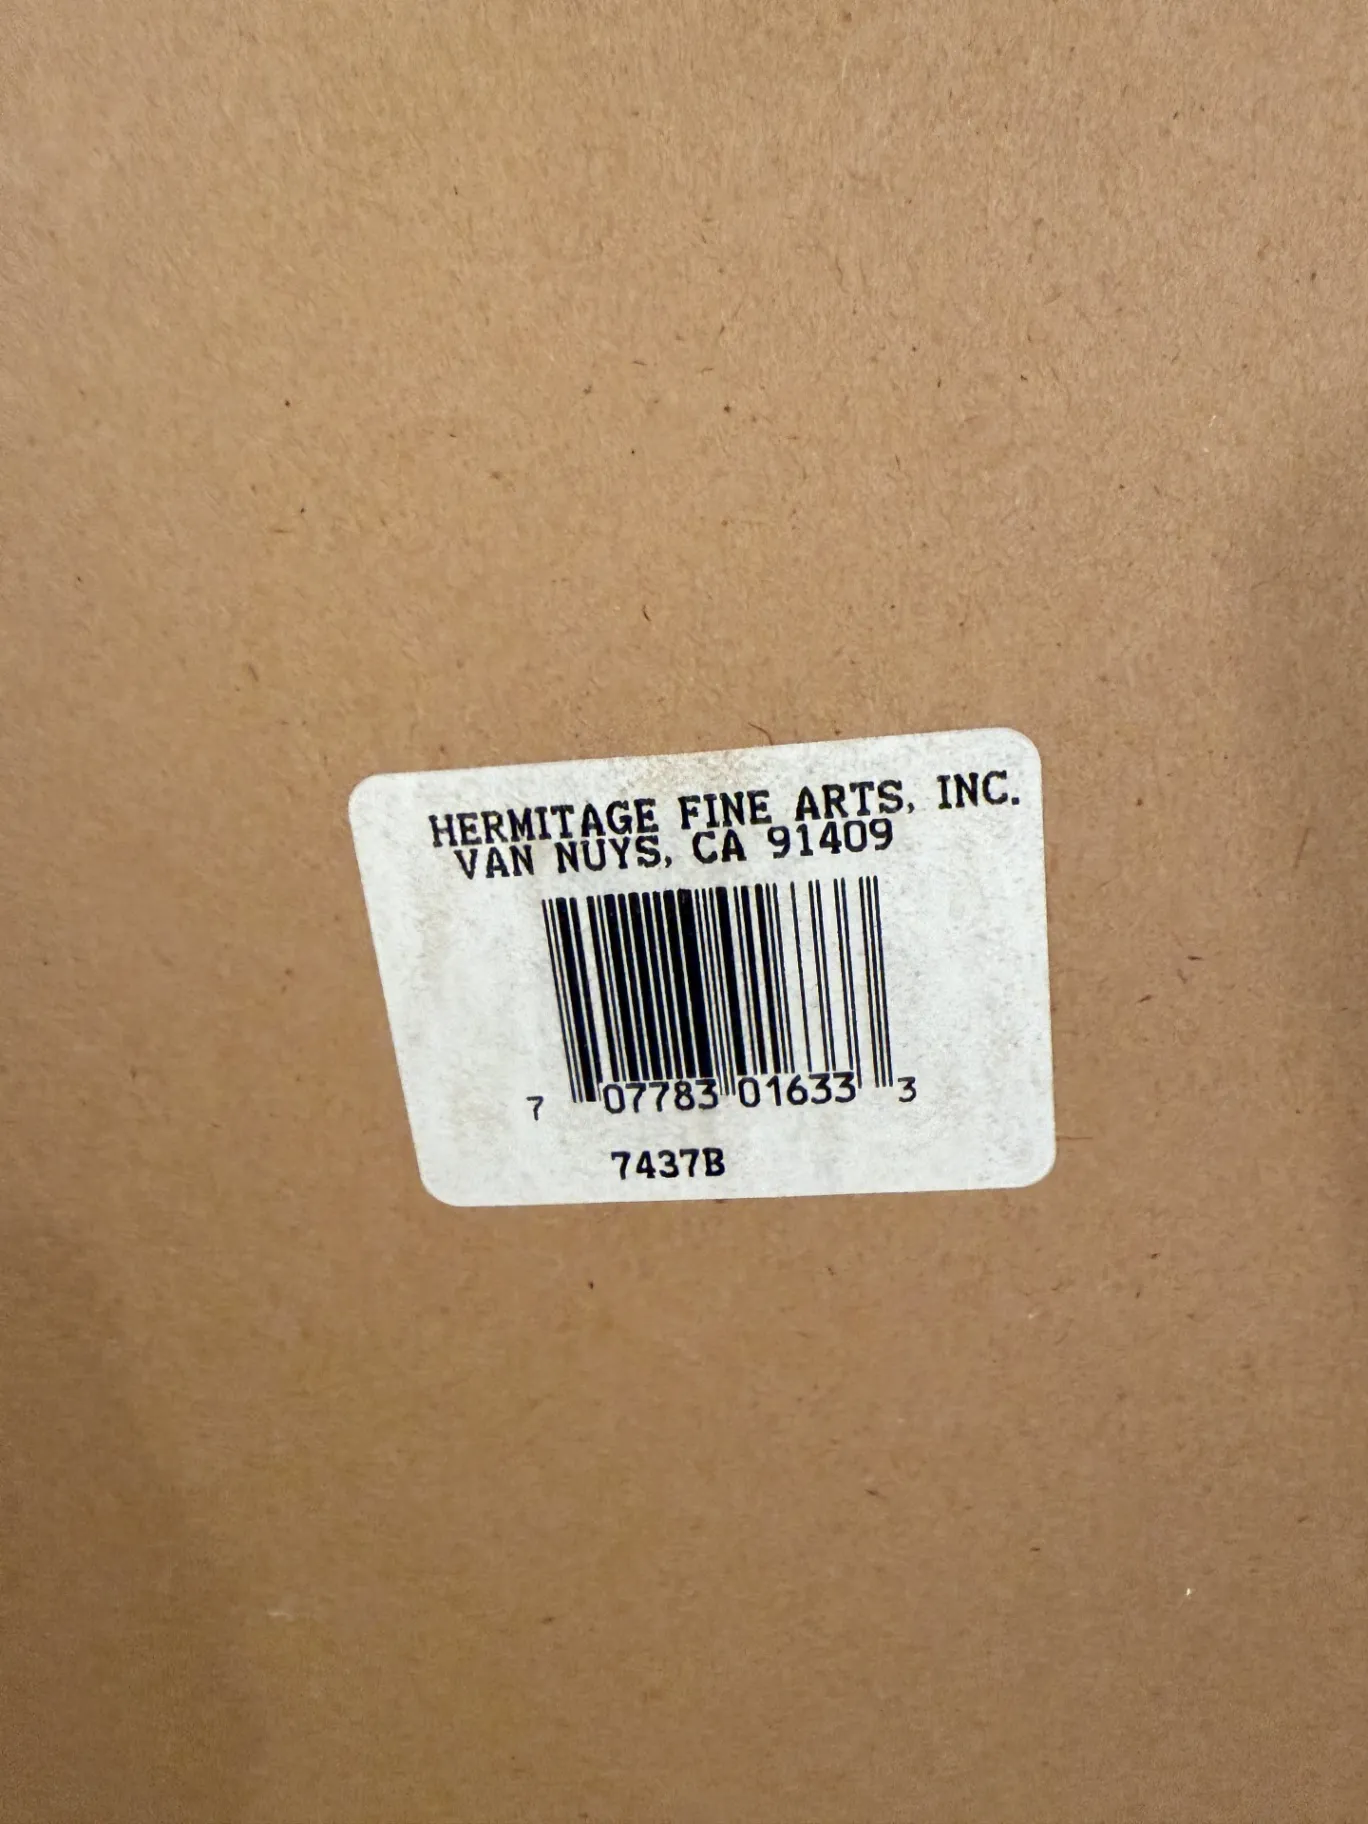 HERMITAGE FINE ARTS, INC.
VAN NUYS, CA 91409
7 07783 01633 3
7437B